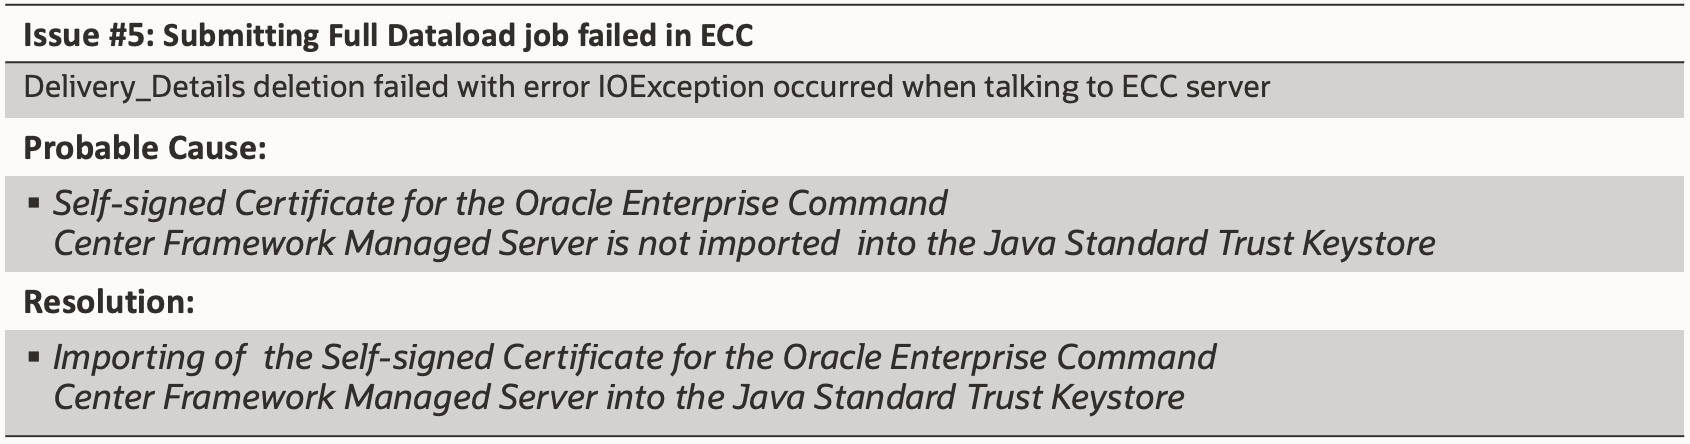 Issue #5: Submitting Full Dataload job failed in ECC
Delivery_Details deletion failed with error IOException occurred when talking to ECC server
Probable Cause:
▪ Self-signed Certificate for the Oracle Enterprise Command
Center Framework Managed Server is not imported  into the Java Standard Trust Keystore
Resolution:
▪ Importing of  the Self-signed Certificate for the Oracle Enterprise Command
Center Framework Managed Server into the Java Standard Trust Keystore